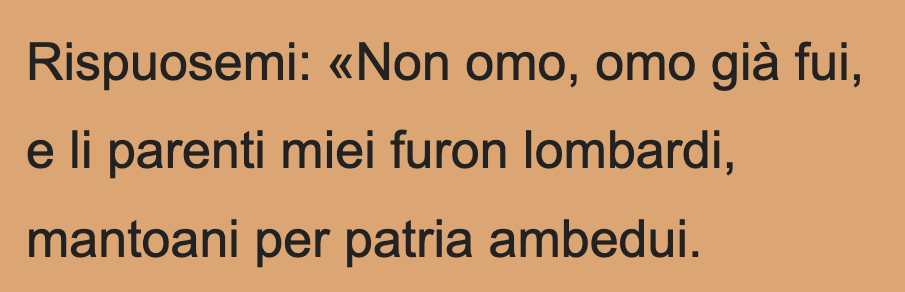 Rispuosemi: «Non omo, omo già fui,
e li parenti miei furon lombardi,
mantoani per patria ambedui.